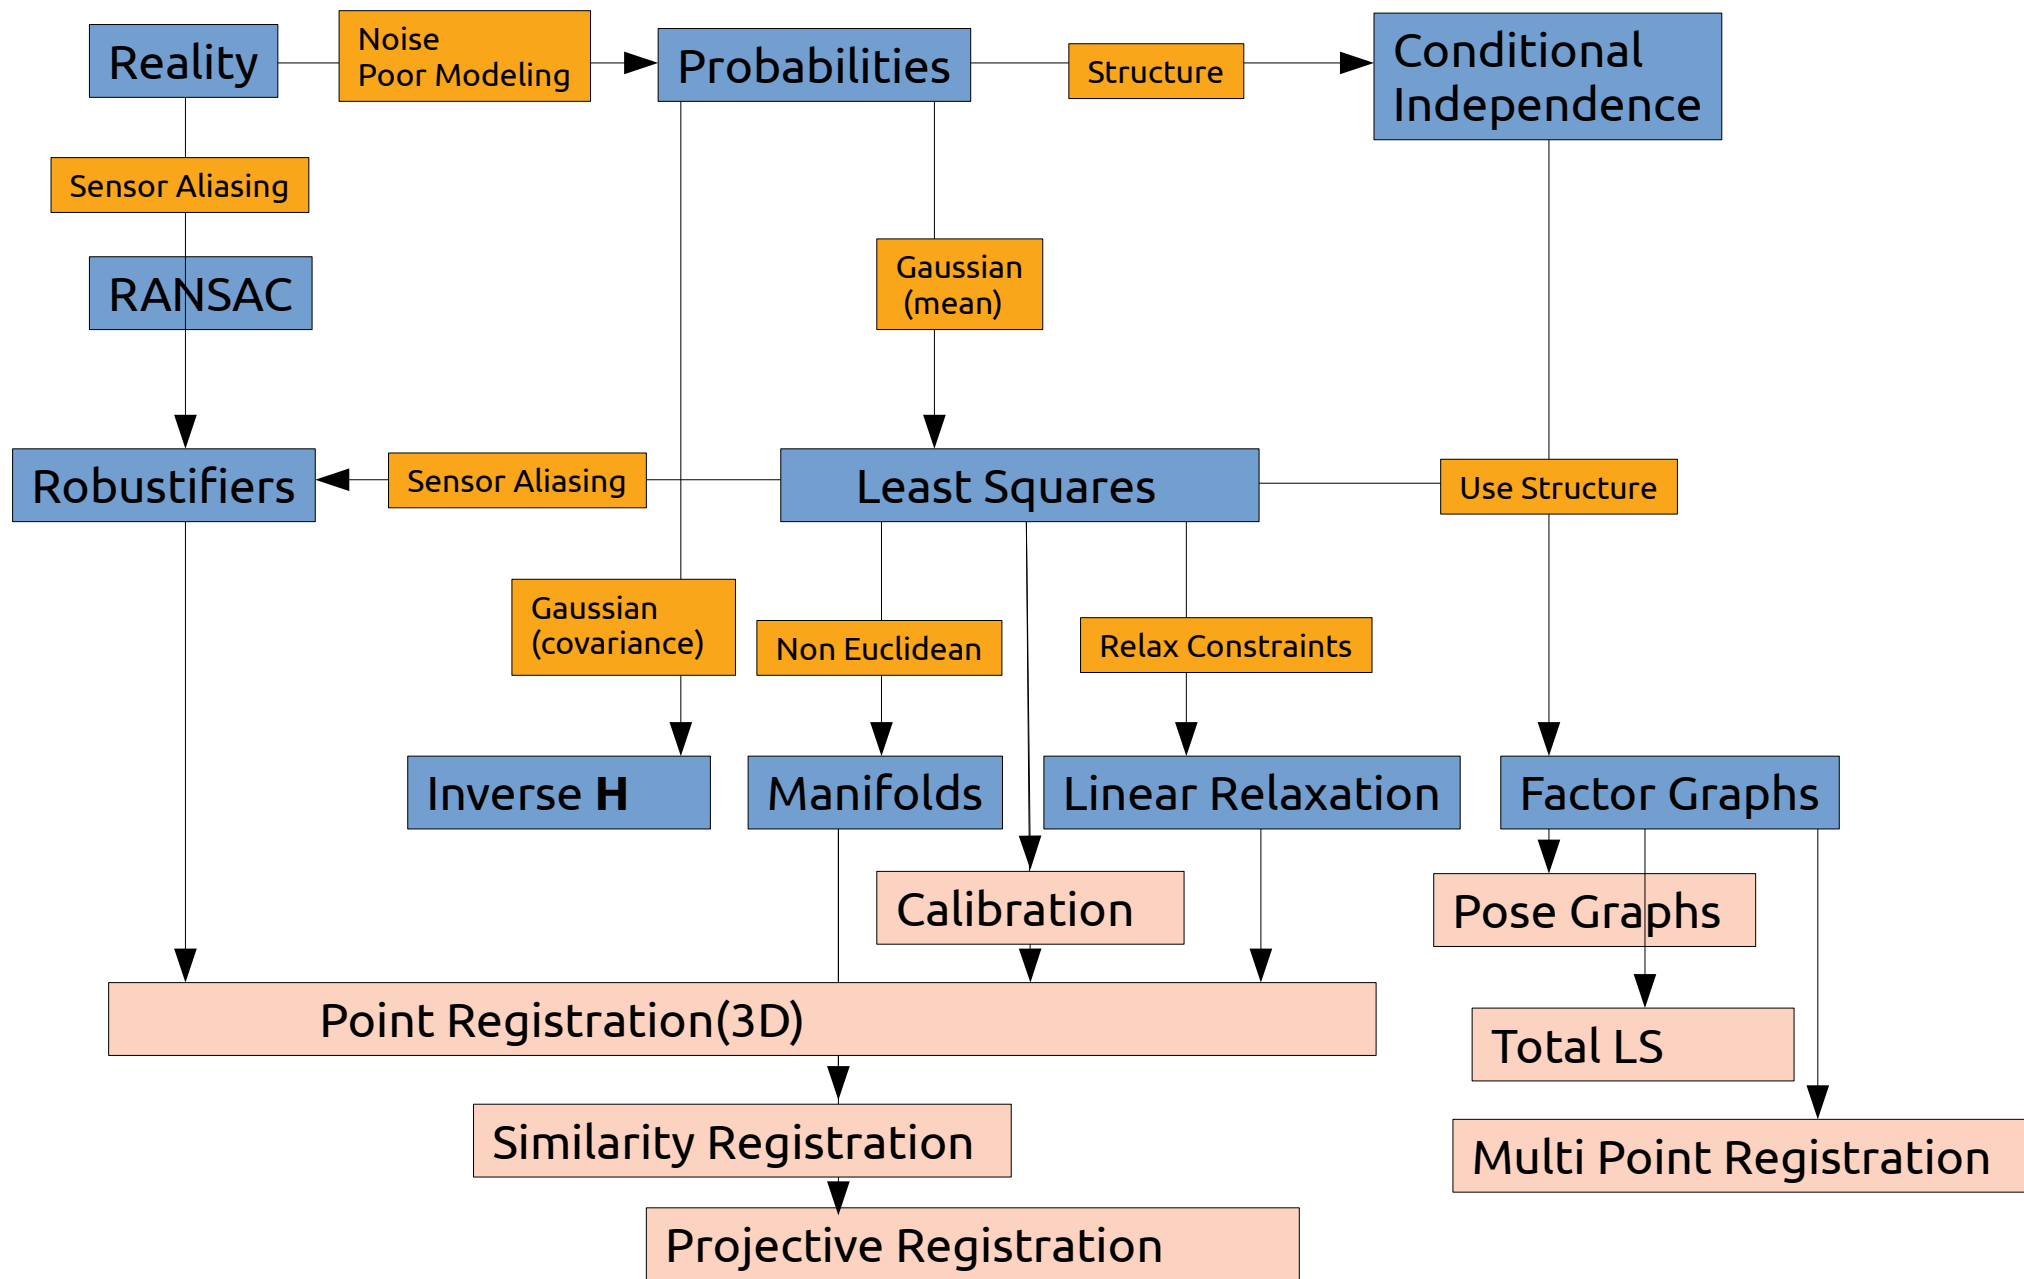 Reality
Noise
Poor Modeling
Probabilities
Structure
Conditional
Independence
Sensor Aliasing
RANSAC
Gaussian
(mean)
Robustifiers
Sensor Aliasing
Least Squares
Use Structure
Gaussian
(covariance)
Non Euclidean
Relax Constraints
Inverse H
Manifolds
Linear Relaxation
Factor Graphs
Calibration
Pose Graphs
Point Registration(3D)
Total LS
Similarity Registration
Multi Point Registration
Projective Registration